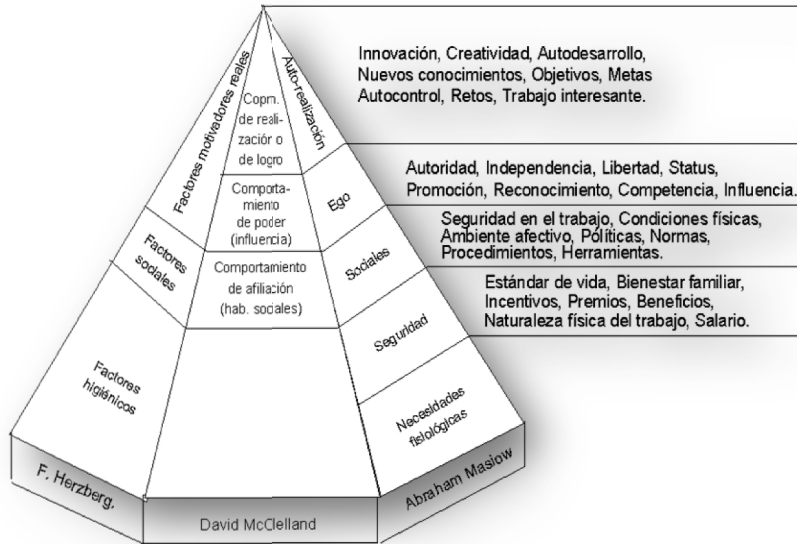 Innovación, Creatividad, Autodesarrollo,
Nuevos conocimientos, Objetivos, Metas
Autocontrol, Retos, Trabajo interesante.
Autoridad, Independencia, Libertad, Status,
Promoción, Reconocimiento, Competencia, Influencia.
Seguridad en el trabajo, Condiciones físicas,
Ambiente afectivo, Políticas, Normas,
Procedimientos, Herramientas.
Estándar de vida, Bienestar familiar,
Incentivos, Premios, Beneficios,
Naturaleza física del trabajo, Salario.
Factores motivadores reales
Factores
sociales
Factores
higiénicos
F. Herzberg,
Copm.
de reali-
zación o
de logro
Comporta-
miento
de poder
(influencia)
Comportamiento
de afiliación
(hab. sociales)
David McClelland
Auto-realización
Ego
Sociales
Seguridad
Necesidades
fisiológicas
Abraham Masiow